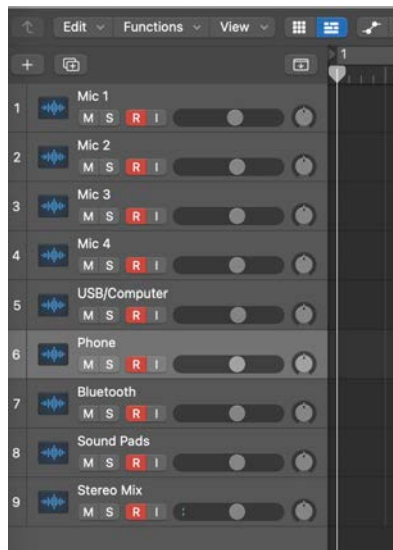 Edit Functions View
1
1 Mic 1
M S R I
2 Mic 2
M S R I
3 Mic 3
M S R I
4 Mic 4
M S R I
5 USB/Computer
M S R I
6 Phone
M S R I
7 Bluetooth
M S R I
8 Sound Pads
M S R I
9 Stereo Mix
M S R I